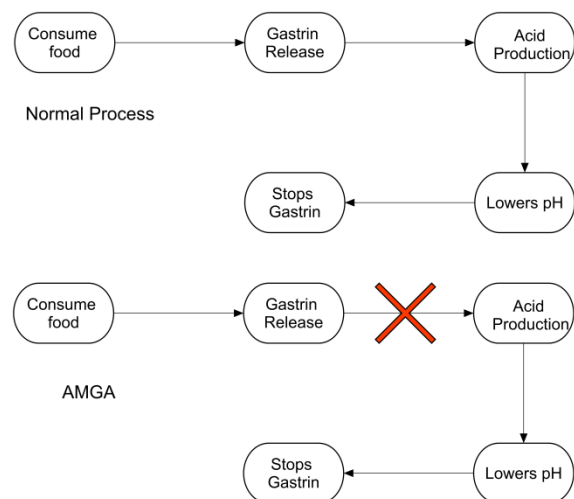 Consume
food
Gastrin
Release
Acid
Production
Normal Process
Stops
Gastrin
Lowers pH
Consume
food
Gastrin
Release
Acid
Production
AMGA
Stops
Gastrin
Lowers pH